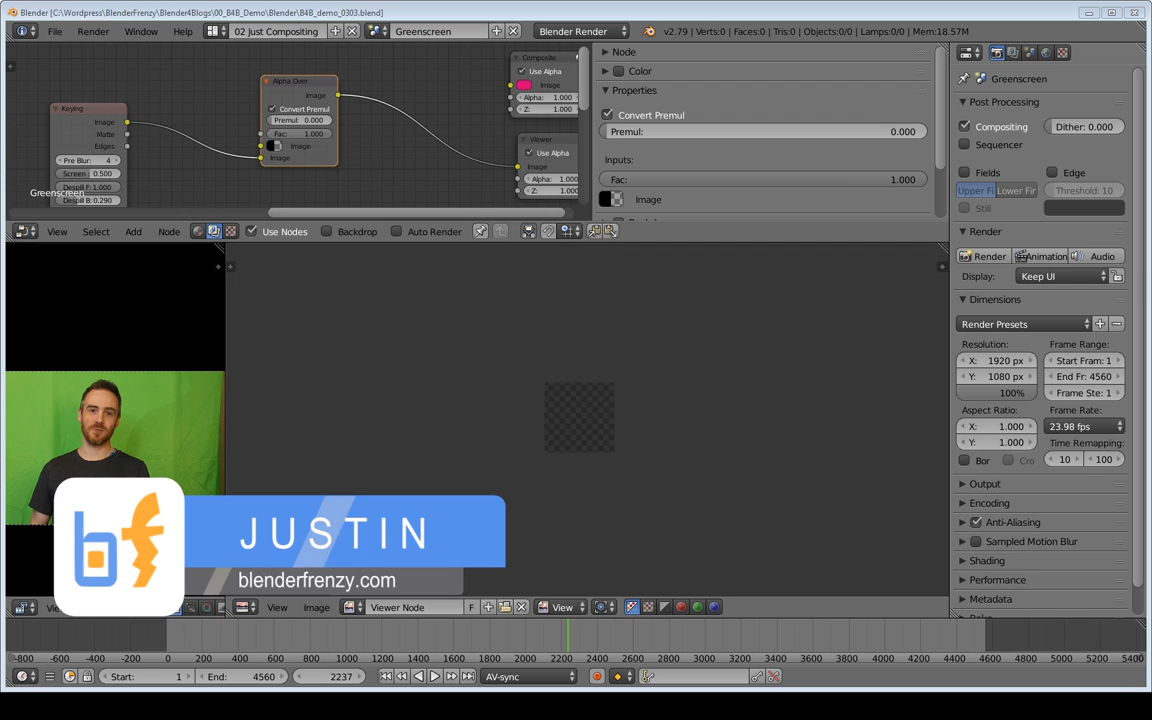 Blender [C:\Wordpress\BlenderFrenzy\Blender4Blogs\00_B4B_Demo\Blender\B4B_demo_0303.blend]
File Render Window Help 02 Just Compositing Greenscreen Blender Render v2.79 | Verts:0 | Faces:0 | Tris:0 | Objects:0/0 | Lamps:0/0 | Mem:18.57M
Keying
Image
Matte
Edges
Pre Blur: 4
Screen: 0.500
Despill F: 1.000
Despill B: 0.290
Greenscreen
Alpha Over
Image
Convert Premul
Premul: 0.000
Fac: 1.000
Image
Image
Composite
Use Alpha
Image
Alpha: 1.000
Z: 1.000
Viewer
Use Alpha
Image
Alpha: 1.000
Z: 1.000
Node
Color
Properties
Convert Premul
Premul: 0.000
Inputs:
Fac: 1.000
Image
View Select Add Node Use Nodes Backdrop Auto Render
Greenscreen
Post Processing
Compositing Dither: 0.000
Sequencer
Fields Edge
Upper Fi Lower Fir Threshold: 10
Still
Render
Render Animation Audio
Display: Keep UI
Dimensions
Render Presets
Resolution: Frame Range:
X: 1920 px Start Fram: 1
Y: 1080 px End Fr: 4560
100% Frame Ste: 1
Aspect Ratio: Frame Rate:
X: 1.000 23.98 fps
Y: 1.000 Time Remapping:
Bor Cro 10 100
Output
Encoding
Anti-Aliasing
Sampled Motion Blur
Shading
Performance
Metadata
bf
JUSTIN
blenderfrenzy.com
View Image Viewer Node F View
-800 -600 -400 -200 0 200 400 600 800 1000 1200 1400 1600 1800 2000 2200 2400 2600 2800 3000 3200 3400 3600 3800 4000 4200 4400 4600 4800 5000 5200 5400
Start: 1 End: 4560 2237 AV-sync